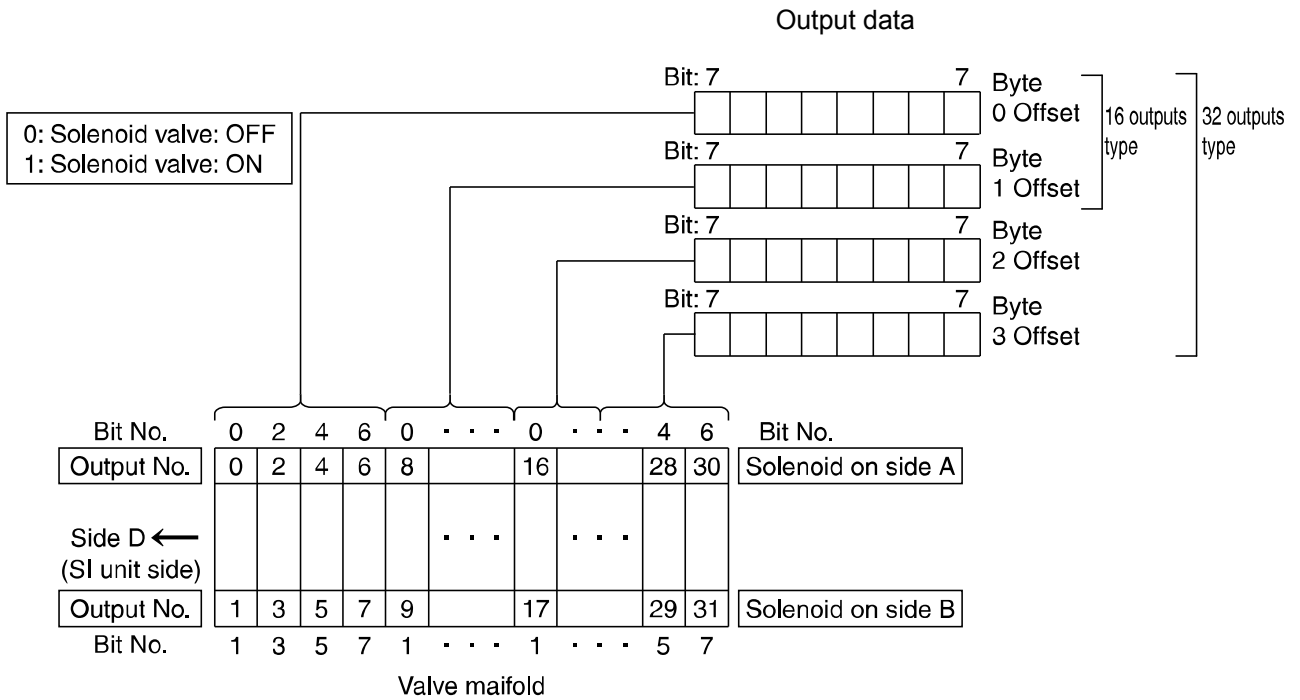 Output data
Bit: 7 7 Byte
0 Offset
Bit: 7 7 Byte
1 Offset
Bit: 7 7 Byte
2 Offset
Bit: 7 7 Byte
3 Offset
16 outputs
type
32 outputs
type
0: Solenoid valve: OFF
1: Solenoid valve: ON
Bit No. 0 2 4 6 0 · · · 0 · · · 4 6 Bit No.
Output No. 0 2 4 6 8 16 28 30 Solenoid on side A
Side D ← · · · · · ·
(SI unit side)
Output No. 1 3 5 7 9 17 29 31 Solenoid on side B
Bit No. 1 3 5 7 1 · · · 1 · · · 5 7
Valve maifold